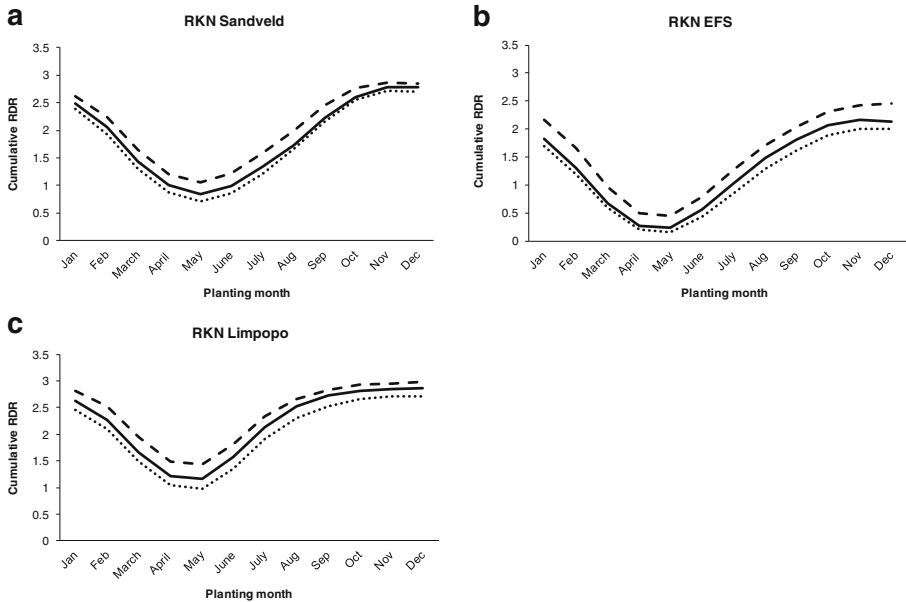 a
RKN Sandveld
3.5
3
2.5
2
1.5
1
0.5
0
Cumulative RDR
Jan
Feb
March
April
May
June
July
Aug
Sep
Oct
Nov
Dec
Planting month
b
RKN EFS
3.5
3
2.5
2
1.5
1
0.5
0
Cumulative RDR
Jan
Feb
March
April
May
June
July
Aug
Sep
Oct
Nov
Dec
Planting month
c
RKN Limpopo
3.5
3
2.5
2
1.5
1
0.5
0
Cumulative RDR
Jan
Feb
March
April
May
June
July
Aug
Sep
Oct
Nov
Dec
Planting month